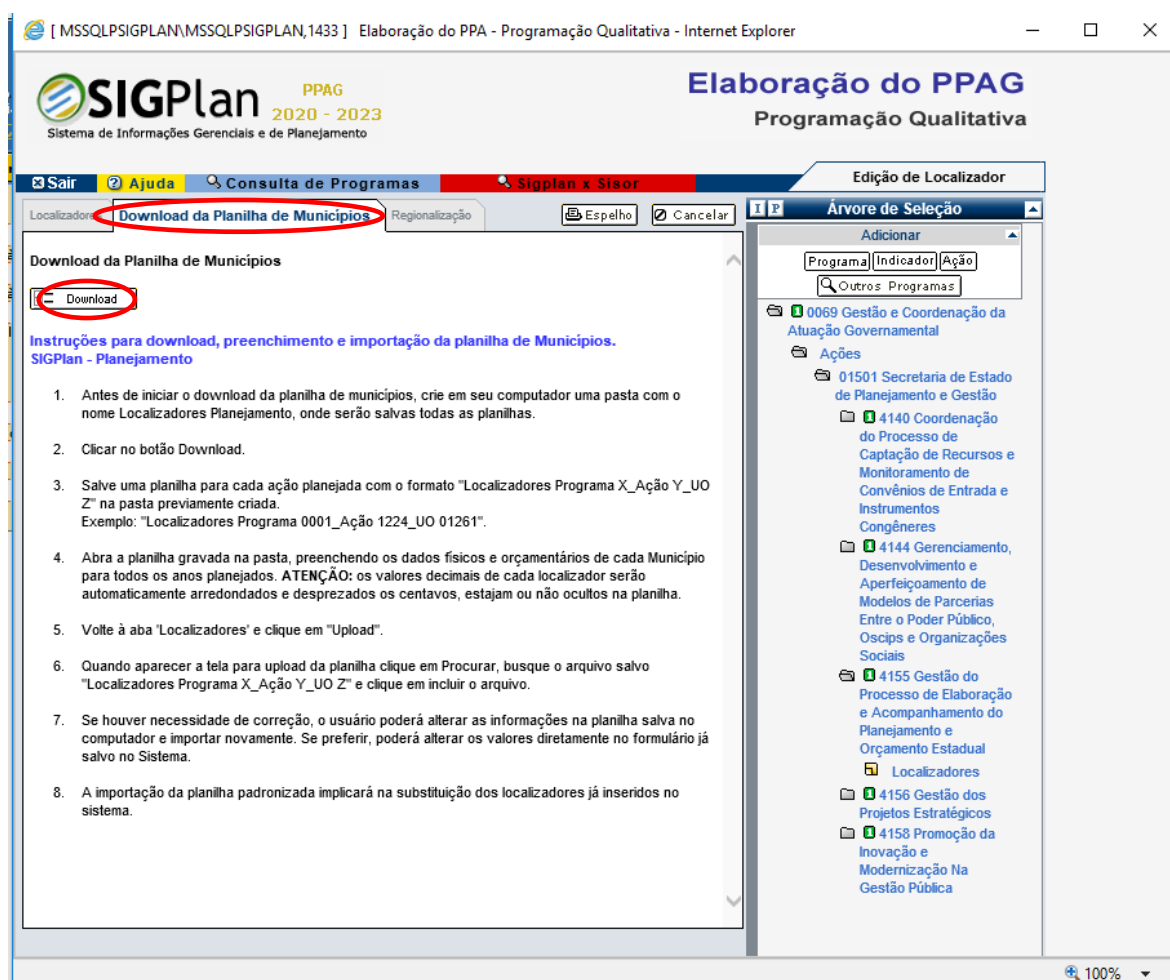 [ MSSQLPSIGPLAN\MSSQLPSIGPLAN,1433 ] Elaboração do PPA - Programação Qualitativa - Internet Explorer
SIGPlan
PPAG
2020 - 2023
Sistema de Informações Gerenciais e de Planejamento
Elaboração do PPAG
Programação Qualitativa
Sair
Ajuda
Consulta de Programas
Sigplan x Sisor
Edição de Localizador
Localizadore
Download da Planilha de Municípios
Regionalização
Espelho
Cancelar
Download da Planilha de Municípios
Download
Instruções para download, preenchimento e importação da planilha de Municípios.
SIGPlan - Planejamento
1. Antes de iniciar o download da planilha de municípios, crie em seu computador uma pasta com o
nome Localizadores Planejamento, onde serão salvas todas as planilhas.
2. Clicar no botão Download.
3. Salve uma planilha para cada ação planejada com o formato "Localizadores Programa X_Ação Y_UO
Z" na pasta previamente criada.
Exemplo: "Localizadores Programa 0001_Ação 1224_UO 01261".
4. Abra a planilha gravada na pasta, preenchendo os dados físicos e orçamentários de cada Município
para todos os anos planejados. ATENÇÃO: os valores decimais de cada localizador serão
automaticamente arredondados e desprezados os centavos, estajam ou não ocultos na planilha.
5. Volte à aba 'Localizadores' e clique em "Upload".
6. Quando aparecer a tela para upload da planilha clique em Procurar, busque o arquivo salvo
"Localizadores Programa X_Ação Y_UO Z" e clique em incluir o arquivo.
7. Se houver necessidade de correção, o usuário poderá alterar as informações na planilha salva no
computador e importar novamente. Se preferir, poderá alterar os valores diretamente no formulário já
salvo no Sistema.
8. A importação da planilha padronizada implicará na substituição dos localizadores já inseridos no
sistema.
I P Árvore de Seleção
Adicionar
Programa Indicador Ação
Outros Programas
1 0069 Gestão e Coordenação da
Atuação Governamental
Ações
01501 Secretaria de Estado
de Planejamento e Gestão
1 4140 Coordenação
do Processo de
Captação de Recursos e
Monitoramento de
Convênios de Entrada e
Instrumentos
Congêneres
1 4144 Gerenciamento,
Desenvolvimento e
Aperfeiçoamento de
Modelos de Parcerias
Entre o Poder Público,
Oscips e Organizações
Sociais
1 4155 Gestão do
Processo de Elaboração
e Acompanhamento do
Planejamento e
Orçamento Estadual
Localizadores
1 4156 Gestão dos
Projetos Estratégicos
1 4158 Promoção da
Inovação e
Modernização Na
Gestão Pública
100%